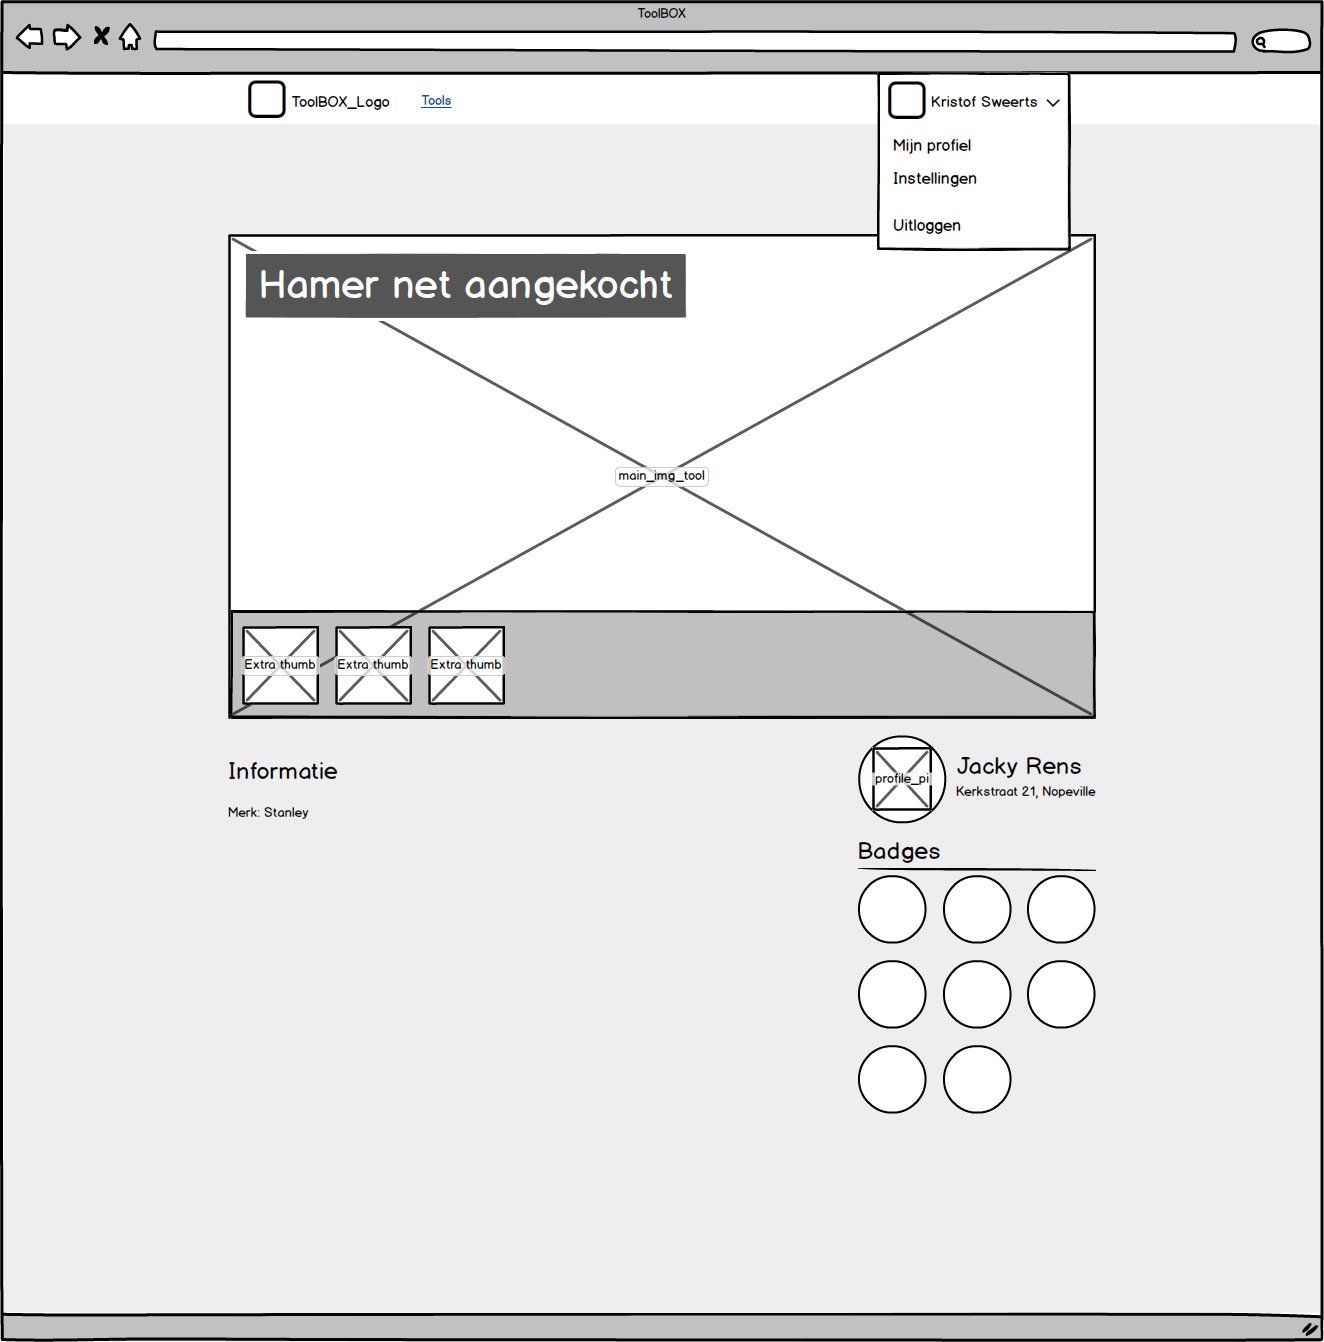 ToolBOX
ToolBOX_Logo
Tools
Kristof Sweerts
Mijn profiel
Instellingen
Uitloggen
Hamer net aangekocht
main_img_tool
Extra thumb
Extra thumb
Extra thumb
Informatie
Merk: Stanley
profile_pi
Jacky Rens
Kerkstraat 21, Nopeville
Badges